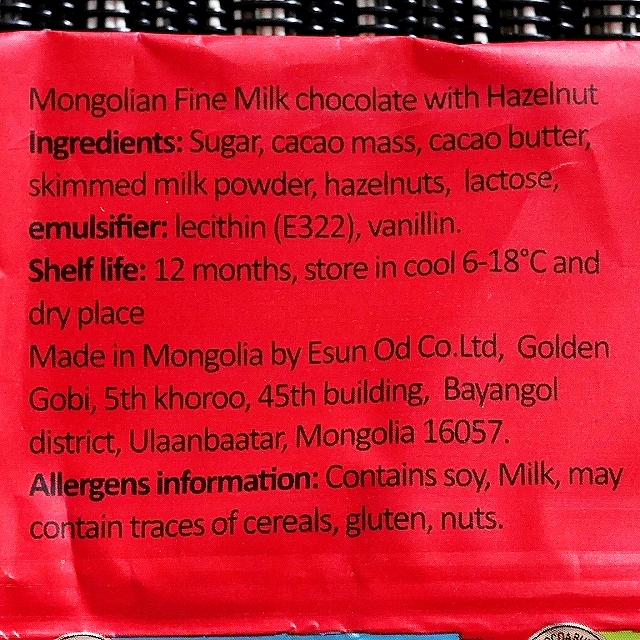 Mongolian Fine Milk chocolate with Hazelnut
Ingredients: Sugar, cacao mass, cacao butter,
skimmed milk powder, hazelnuts, lactose,
emulsifier: lecithin (E322), vanillin.
Shelf life: 12 months, store in cool 6-18°C and
dry place
Made in Mongolia by Esun Od Co.Ltd, Golden
Gobi, 5th khoroo, 45th building, Bayangol
district, Ulaanbaatar, Mongolia 16057.
Allergens information: Contains soy, Milk, may
contain traces of cereals, gluten, nuts.